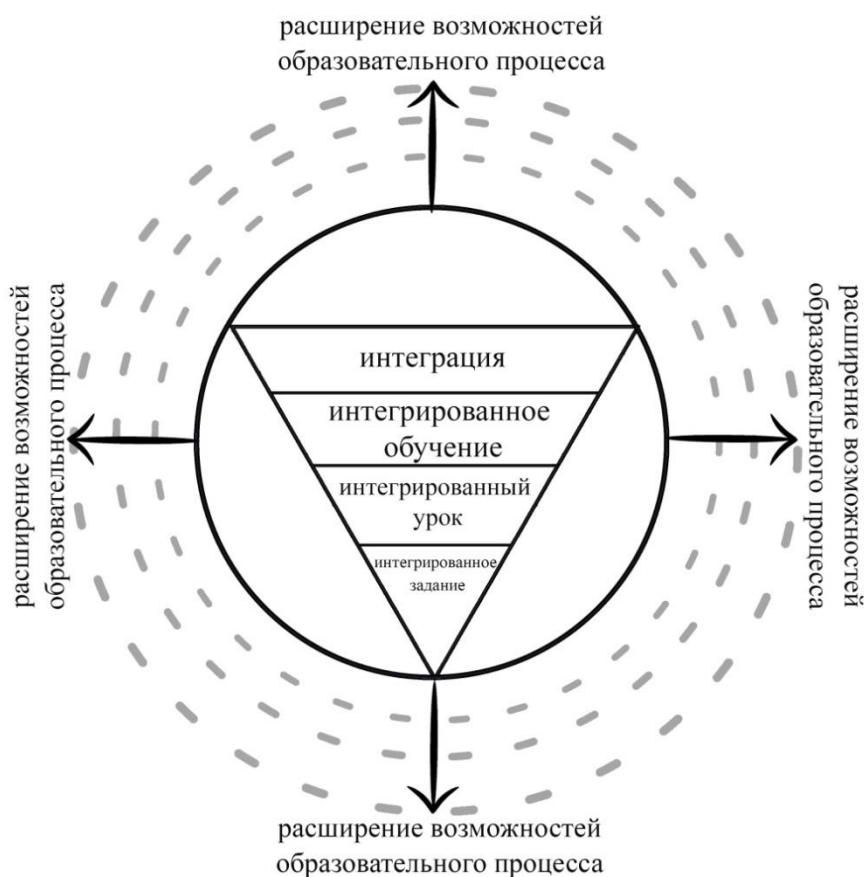 расширение возможностей
образовательного процесса
расширение возможностей
образовательного процесса
интеграция
интегрированное
обучение
интегрированный
урок
интегрированное
задание
расширение возможностей
образовательного процесса
расширение возможностей
образовательного процесса